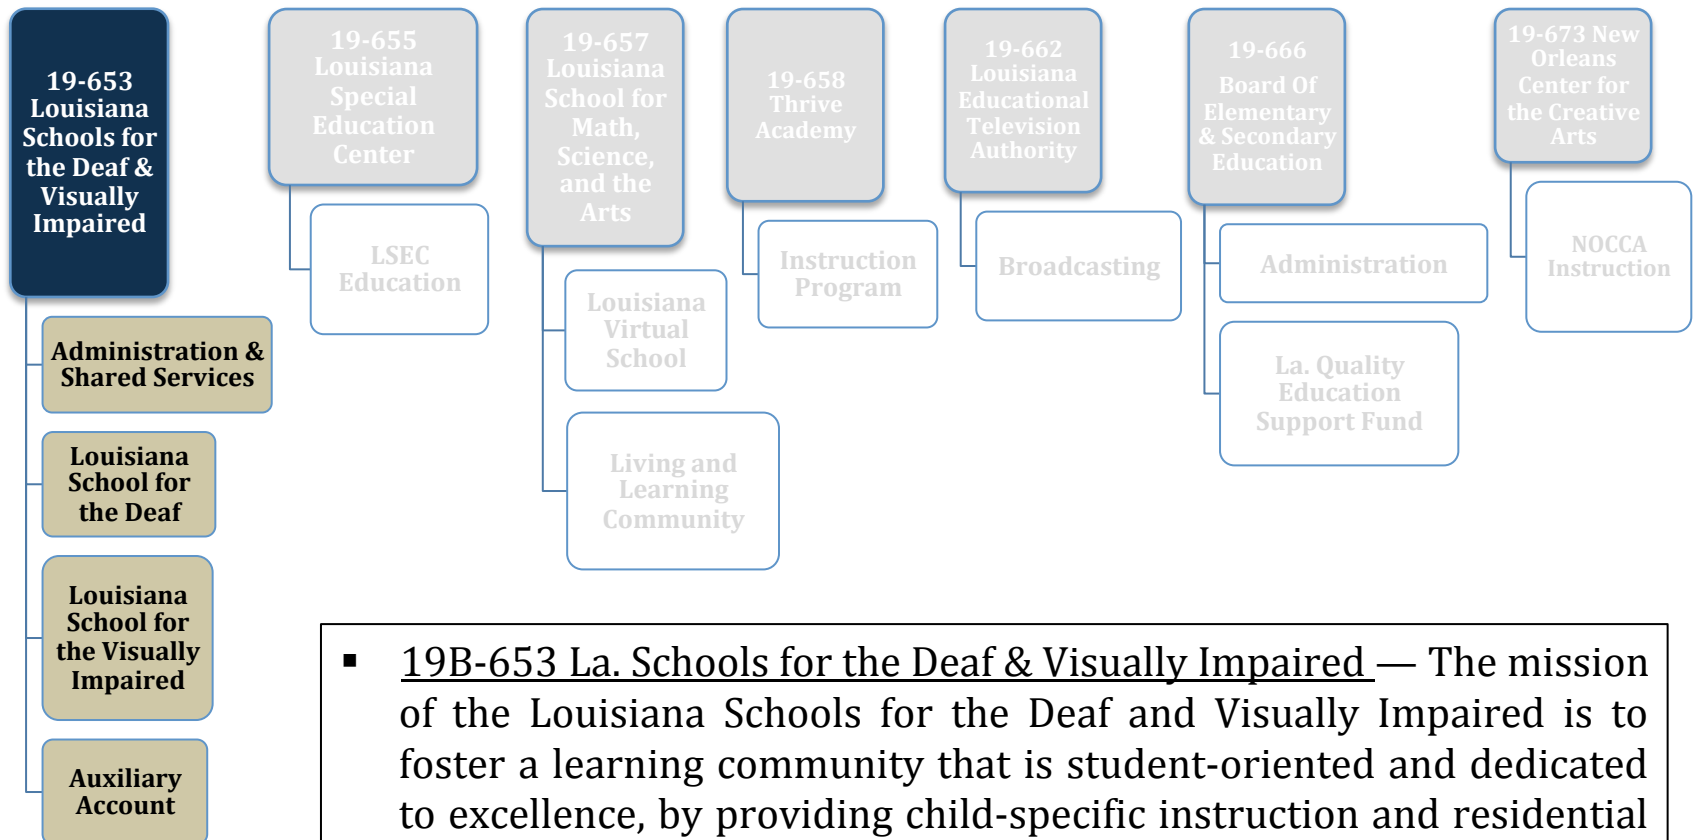 19-653
Louisiana
Schools for
the Deaf &
Visually
Impaired
Administration &
Shared Services
Louisiana
School for
the Deaf
Louisiana
School for
the Visually
Impaired
Auxiliary
Account
19-655
Louisiana
Special
Education
Center
LSEC
Education
19-657
Louisiana
School for
Math,
Science,
and the
Arts
Louisiana
Virtual
School
Living and
Learning
Community
19-658
Thrive
Academy
Instruction
Program
19-662
Louisiana
Educational
Television
Authority
Broadcasting
19-666
Board Of
Elementary
& Secondary
Education
Administration
La. Quality
Education
Support Fund
19-673 New
Orleans
Center for
the Creative
Arts
NOCCA
Instruction
▪ 19B-653 La. Schools for the Deaf & Visually Impaired — The mission
of the Louisiana Schools for the Deaf and Visually Impaired is to
foster a learning community that is student-oriented and dedicated
to excellence, by providing child-specific instruction and residential